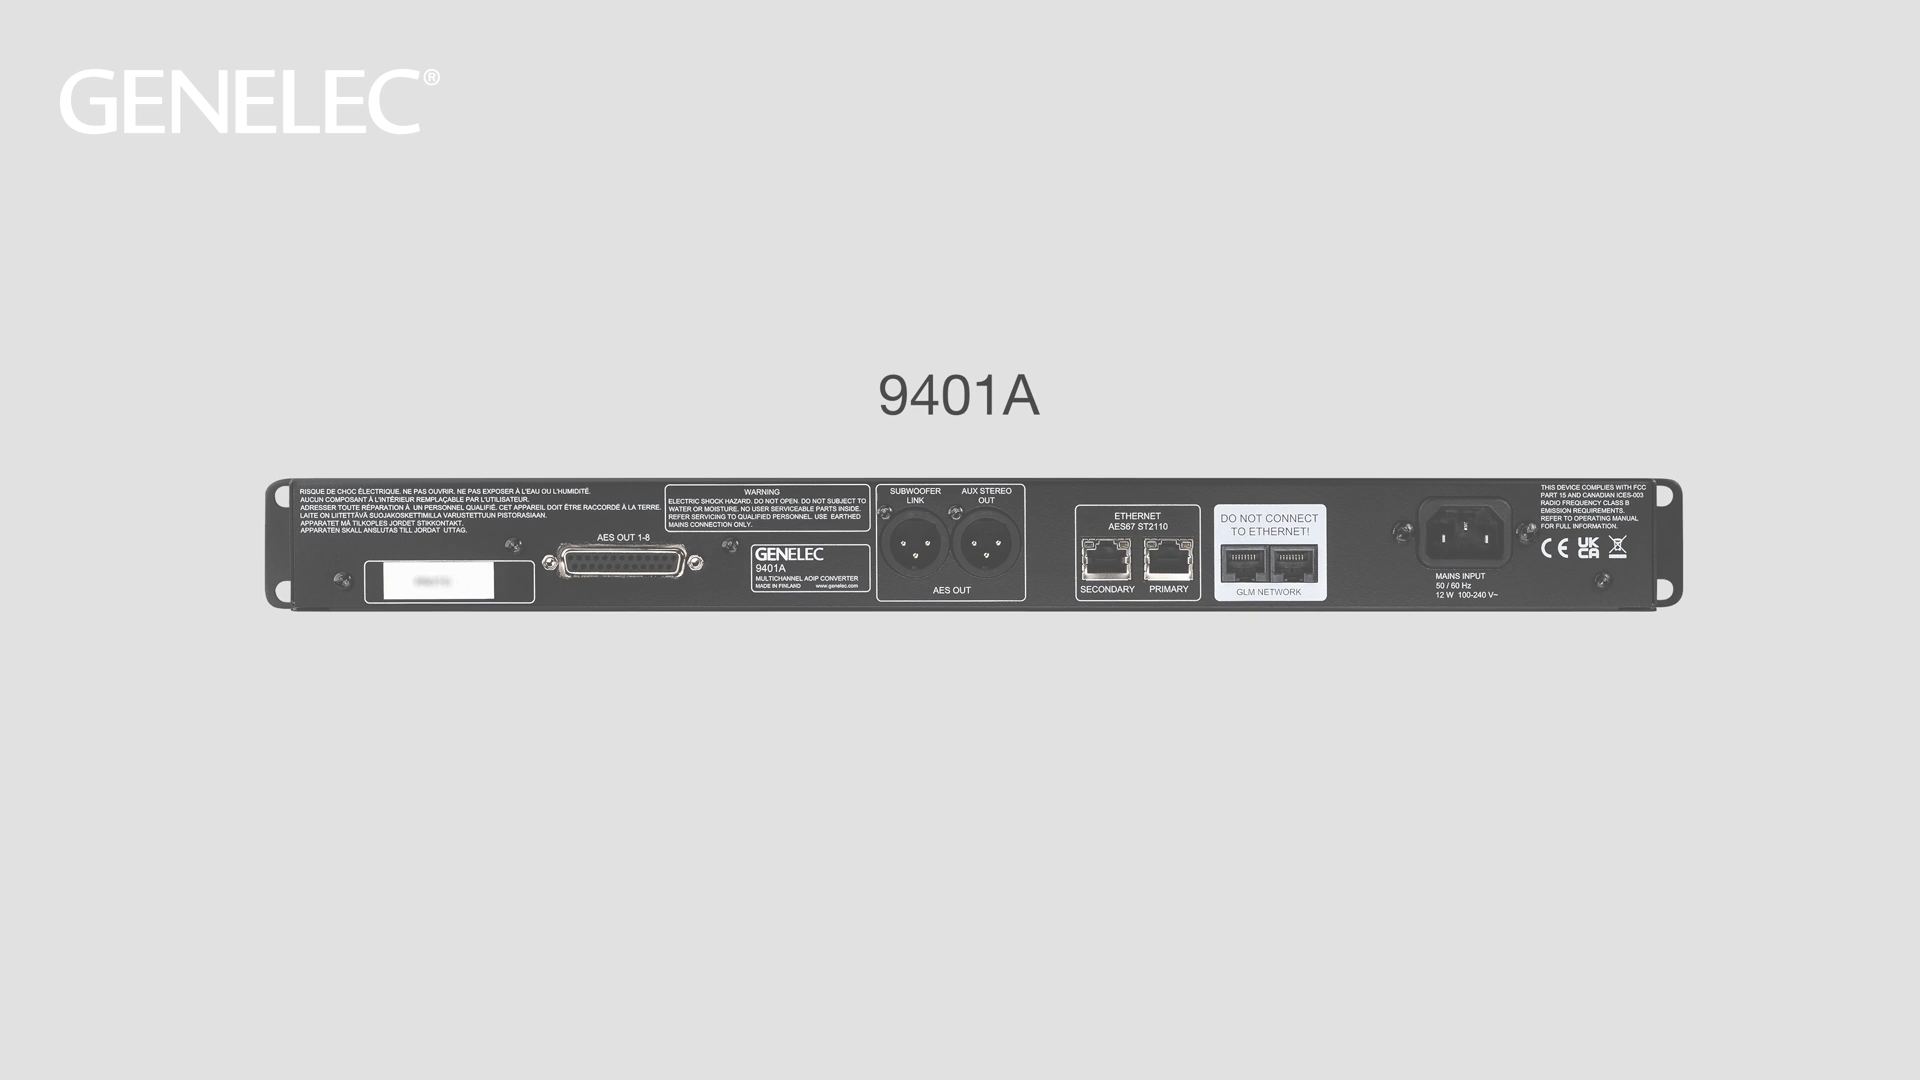 GENELEC®
9401A
RISQUE DE CHOC ÉLECTRIQUE. NE PAS OUVRIR. NE PAS EXPOSER À L'EAU OU L'HUMIDITÉ.
AUCUN COMPOSANT À L'INTÉRIEUR REMPLAÇABLE PAR L'UTILISATEUR.
ADRESSER TOUTE RÉPARATION À UN PERSONNEL QUALIFIÉ. CET APPAREIL DOIT ÊTRE RACCORDÉ À LA TERRE.
LAITE ON LIITETTÄVÄ SUOJAKOSKETTIMILLA VARUSTETTUUN PISTORASIAAN.
APPARATET MÅ TILKOPLES JORDET STIKKONTAKT.
APPARATEN SKALL ANSLUTAS TILL JORDAT UTTAG.
AES OUT 1-8
WARNING
ELECTRIC SHOCK HAZARD. DO NOT OPEN. DO NOT SUBJECT TO
WATER OR MOISTURE. NO USER SERVICEABLE PARTS INSIDE.
REFER SERVICING TO QUALIFIED PERSONNEL. USE EARTHED
MAINS CONNECTION ONLY.
GENELEC
9401A
MULTICHANNEL AOIP CONVERTER
MADE IN FINLAND www.genelec.com
SUBWOOFER
LINK
AUX STEREO
OUT
AES OUT
ETHERNET
AES67 ST2110
SECONDARY PRIMARY
DO NOT CONNECT
TO ETHERNET!
GLM NETWORK
MAINS INPUT
50 / 60 Hz
12 W 100-240 V~
THIS DEVICE COMPLIES WITH FCC
PART 15 AND CANADIAN ICES-003
RADIO FREQUENCY CLASS B
EMISSION REQUIREMENTS.
REFER TO OPERATING MANUAL
FOR FULL INFORMATION.
CE UK
CA